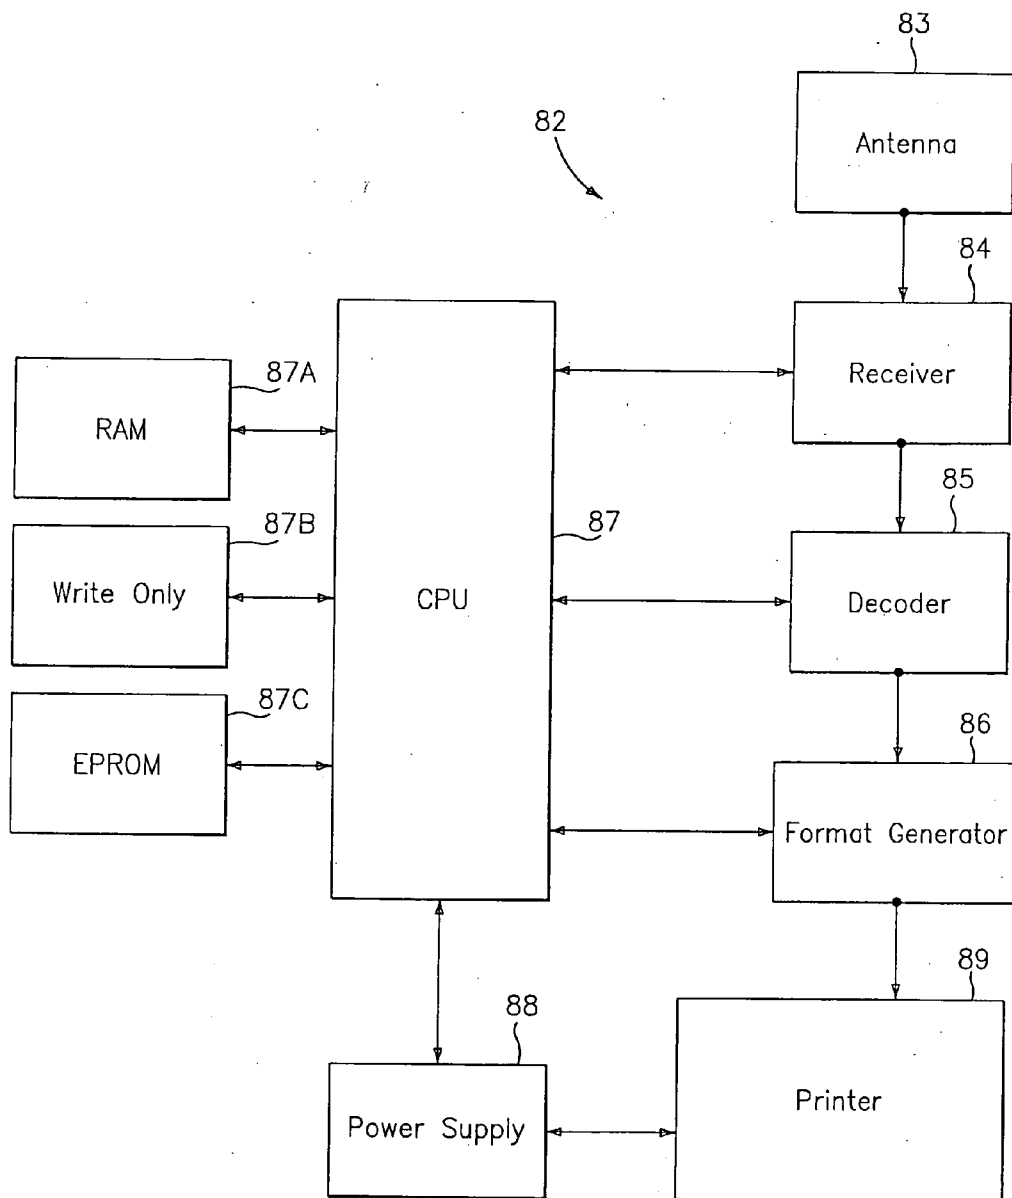 83
Antenna
82
84
Receiver
87A
RAM
85
87B
87
Write Only
CPU
Decoder
87C
86
EPROM
Format Generator
89
88
Printer
Power Supply